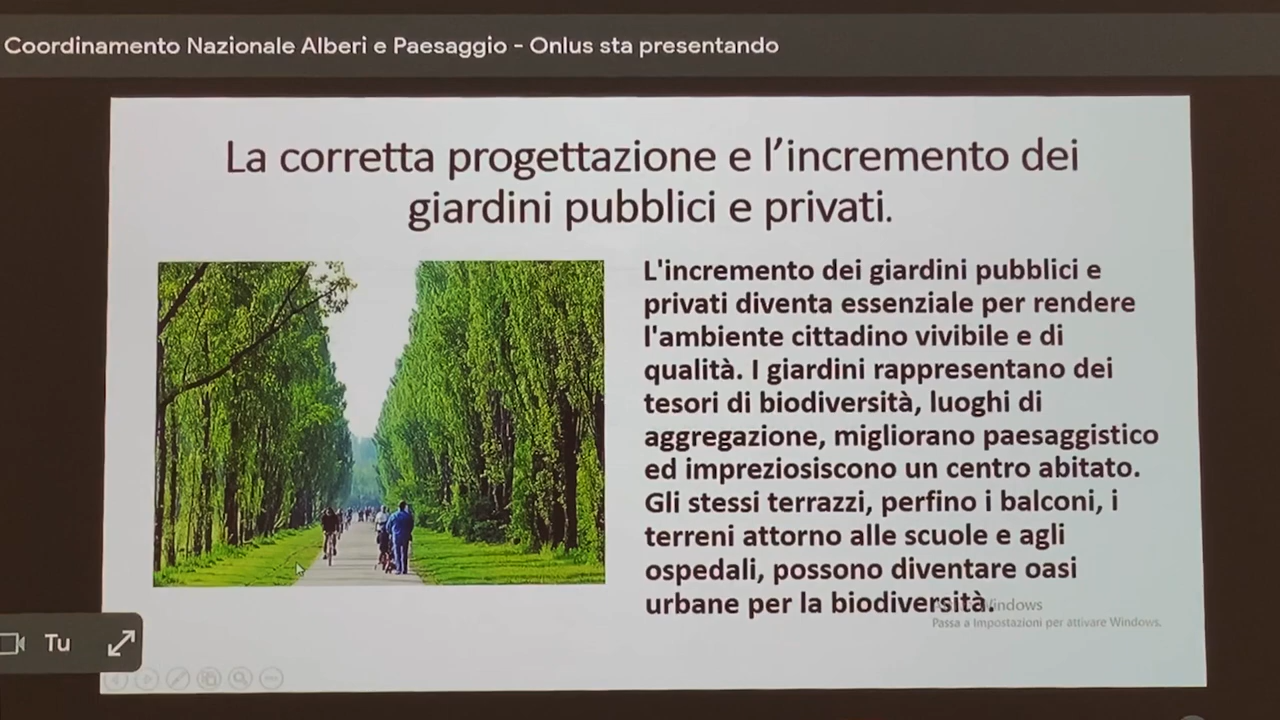 Coordinamento Nazionale Alberi e Paesaggio - Onlus sta presentando
La corretta progettazione e l’incremento dei
giardini pubblici e privati.
L'incremento dei giardini pubblici e
privati diventa essenziale per rendere
l'ambiente cittadino vivibile e di
qualità. I giardini rappresentano dei
tesori di biodiversità, luoghi di
aggregazione, migliorano paesaggistico
ed impreziosiscono un centro abitato.
Gli stessi terrazzi, perfino i balconi, i
terreni attorno alle scuole e agli
ospedali, possono diventare oasi
urbane per la biodiversità.
Windows
Passa a Impostazioni per attivare Windows.
Tu